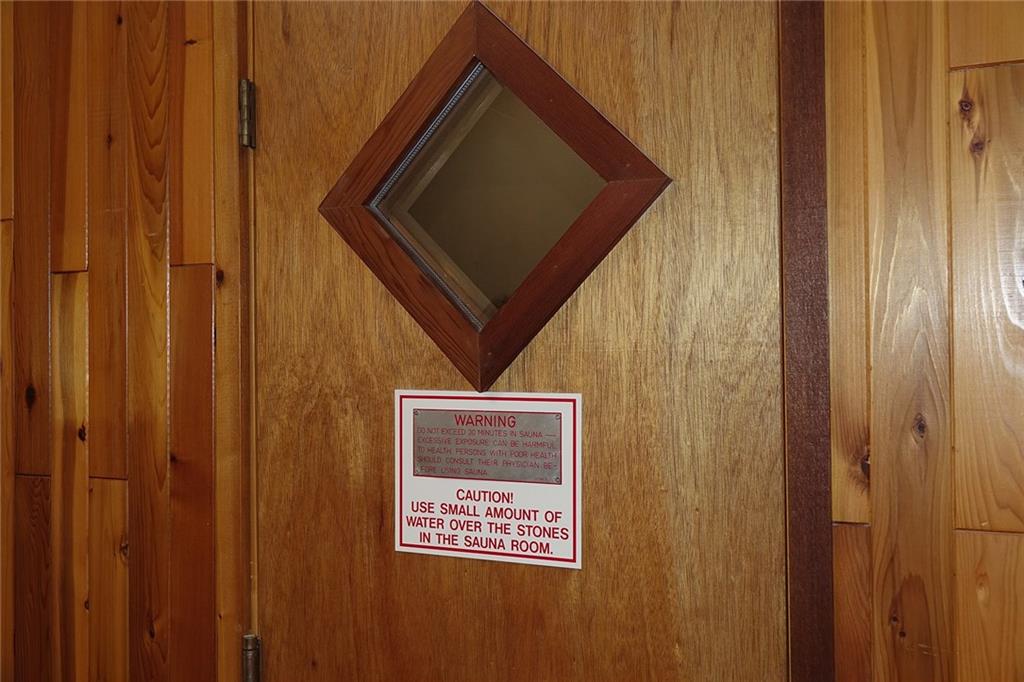 WARNING
DO NOT EXCEED 30 MINUTES IN SAUNA —
EXCESSIVE EXPOSURE CAN BE HARMFUL
TO HEALTH. PERSONS WITH POOR HEALTH
SHOULD CONSULT THEIR PHYSICIAN BE-
FORE USING SAUNA.
CAUTION!
USE SMALL AMOUNT OF
WATER OVER THE STONES
IN THE SAUNA ROOM.